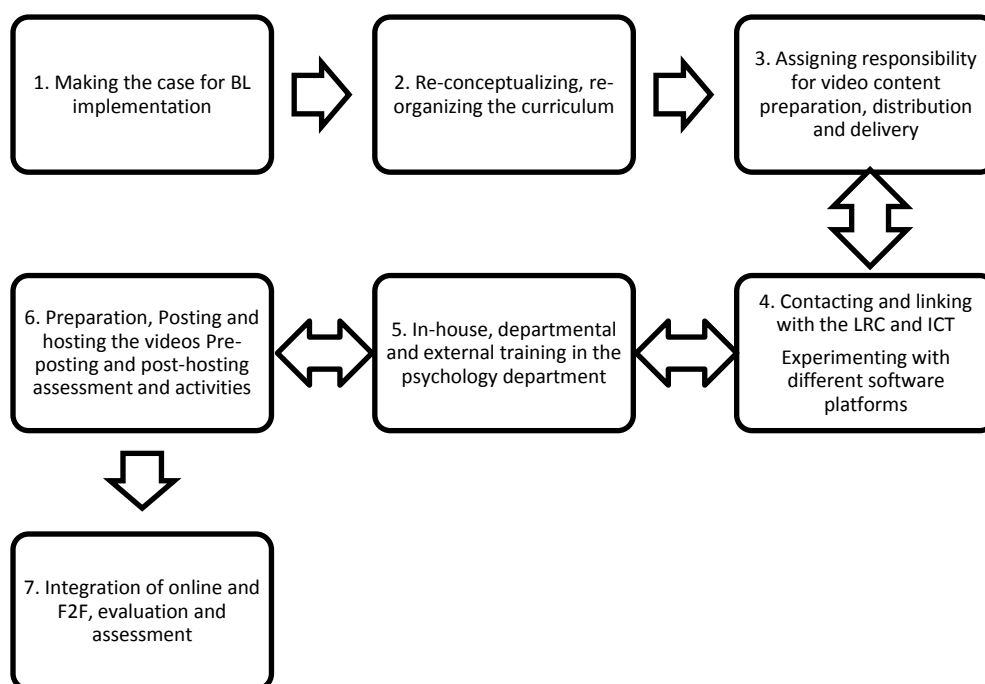 1. Making the case for BL
implementation
2. Re-conceptualizing, re-
organizing the curriculum
3. Assigning responsibility
for video content
preparation, distribution
and delivery
4. Contacting and linking
with the LRC and ICT
Experimenting with
different software
platforms
5. In-house, departmental
and external training in the
psychology department
6. Preparation, Posting and
hosting the videos Pre-
posting and post-hosting
assessment and activities
7. Integration of online and
F2F, evaluation and
assessment